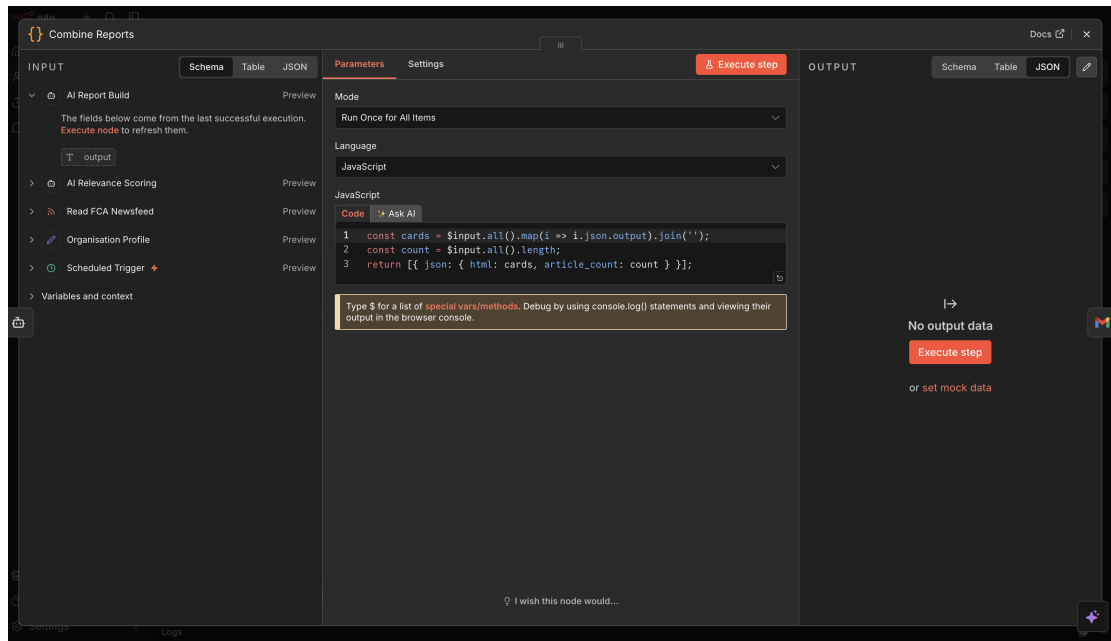 Combine Reports
Docs
INPUT
Schema
Table
JSON
AI Report Build
Preview
The fields below come from the last successful execution.
Execute node to refresh them.
T output
AI Relevance Scoring
Preview
Read FCA Newsfeed
Preview
Organisation Profile
Preview
Scheduled Trigger
Preview
Variables and context
Parameters
Settings
Execute step
Mode
Run Once for All Items
Language
JavaScript
JavaScript
Code
Ask AI
1 const cards = $input.all().map(i => i.json.output).join('');
2 const count = $input.all().length;
3 return [{ json: { html: cards, article_count: count } }];
Type $ for a list of special vars/methods. Debug by using console.log() statements and viewing their
output in the browser console.
I wish this node would...
OUTPUT
Schema
Table
JSON
No output data
Execute step
or set mock data
Settings
Logs